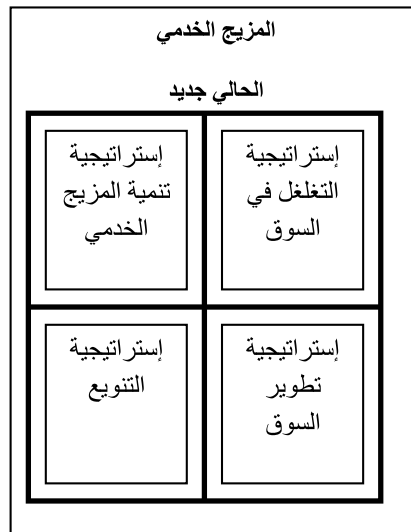 المزيج الخدمي
الحالي جديد
إستراتيجية
التغلغل في
السوق
إستراتيجية
تنمية المزيج
الخدمي
إستراتيجية
تطوير
السوق
إستراتيجية
التنويع